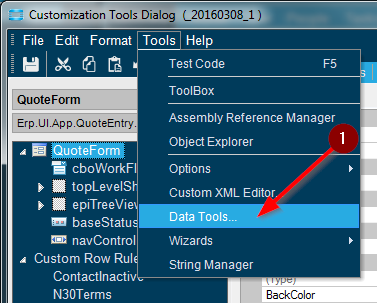 Customization Tools Dialog (_20160308_1 )
File Edit Format Tools Help
Test Code F5
ToolBox
Assembly Reference Manager
Object Explorer
Options
Custom XML Editor
Data Tools...
Wizards
String Manager
1
QuoteForm
Erp.UI.App.QuoteEntry.
QuoteForm
cboWorkFl
topLevelSh
epiTreeView
baseStatus
navControl
Custom Row Rule
ContactInactive
N30Terms
(Type)
BackColor